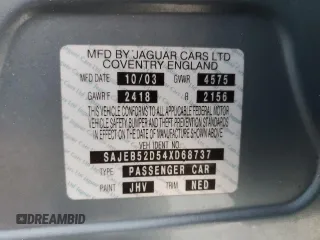 MFD BY JAGUAR CARS LTD
COVENTRY ENGLAND
MFD DATE 10/03 GVWR 4575
GAWR F 2418 R 2156
THIS VEHICLE CONFORMS TO ALL APPLICABLE FEDERAL MOTOR
VEHICLE SAFETY, BUMPER AND THEFT PREVENTION STANDARDS IN
EFFECT ON THE DATE OF MANUFACTURE SHOWN ABOVE.
VEH IDENT NO.
SAJEB52D54XD68737
TYPE PASSENGER CAR
PAINT JHV TRIM NED
DREAMBID